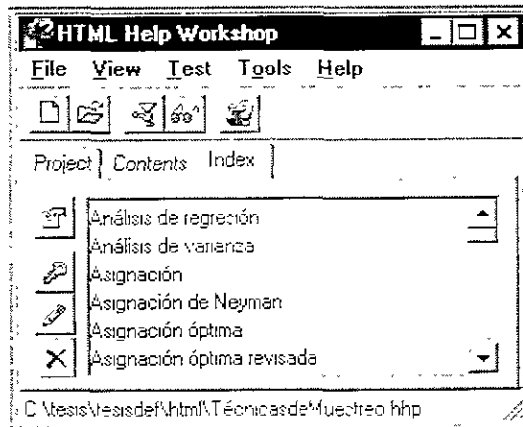 HTML Help Workshop
File View Test Tools Help
Project Contents Index
Análisis de regresión
Análisis de varianza
Asignación
Asignación de Neyman
Asignación óptima
Asignación óptima revisada
C:\tesis\tesisdef\html\TécnicasdeMuestreo.hhp